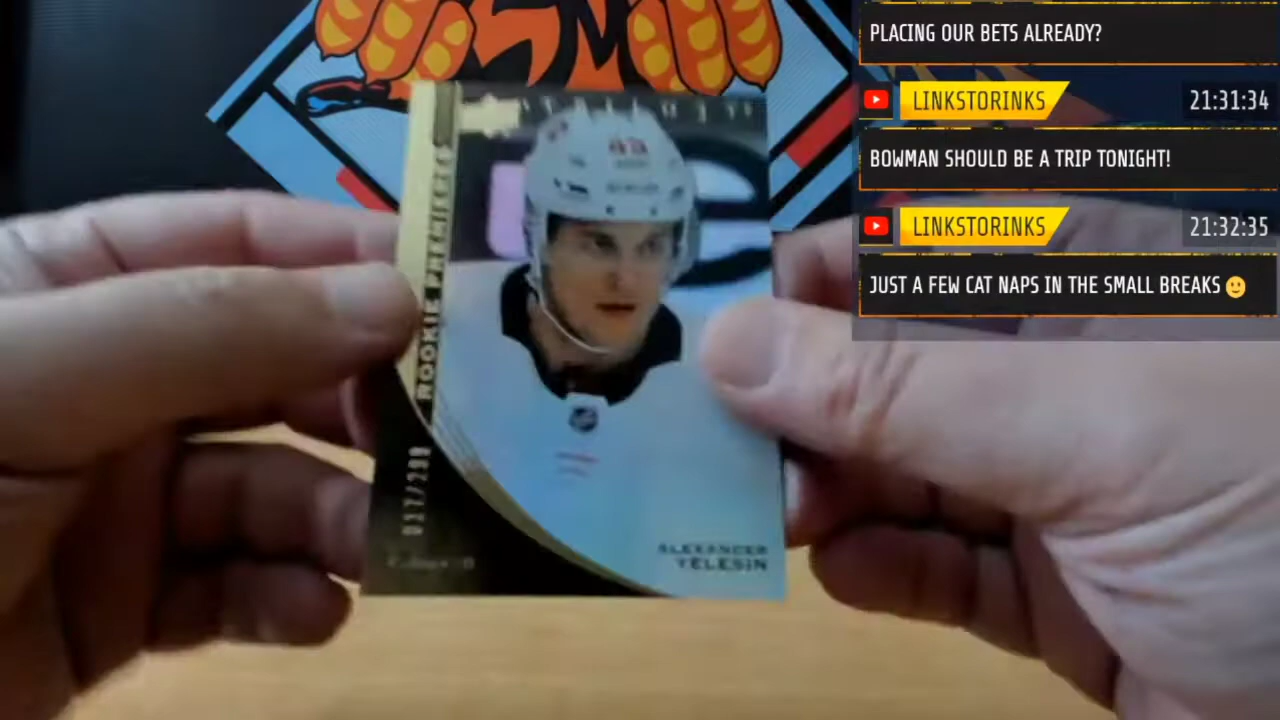 PLACING OUR BETS ALREADY?
LINKSTORINKS
21:31:34
BOWMAN SHOULD BE A TRIP TONIGHT!
LINKSTORINKS
21:32:35
JUST A FEW CAT NAPS IN THE SMALL BREAKS 🙂
43
ROOKIE
ALEXANDER
YELESIN